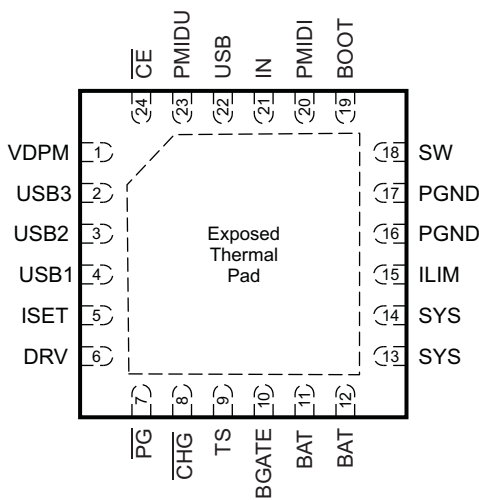 CE
PMIDU
USB
IN
PMIDI
BOOT
24
23
22
21
20
19
VDPM 1
USB3 2
USB2 3
USB1 4
ISET 5
DRV 6
Exposed
Thermal
Pad
18 SW
17 PGND
16 PGND
15 ILIM
14 SYS
13 SYS
7
8
9
10
11
12
PG
CHG
TS
BGATE
BAT
BAT